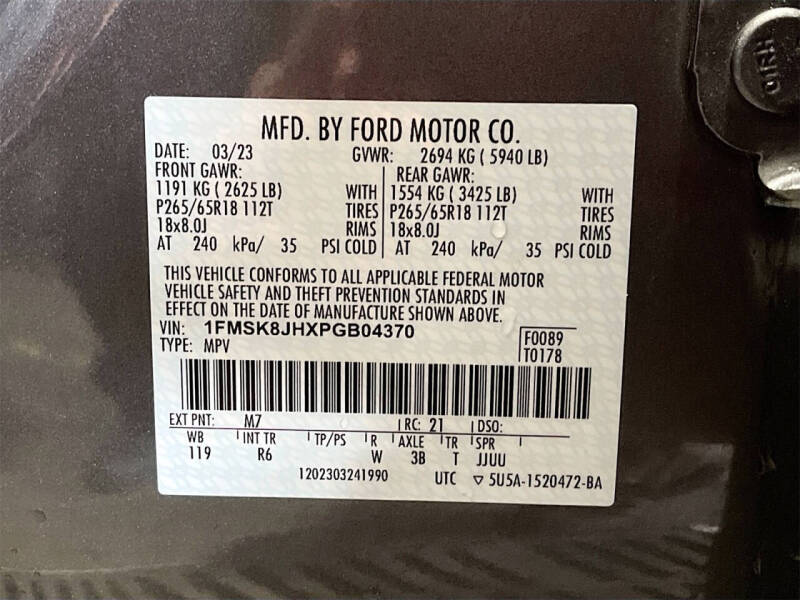 01RH
MFD. BY FORD MOTOR CO.
DATE: 03/23 GVWR: 2694 KG ( 5940 LB)
FRONT GAWR: REAR GAWR:
1191 KG ( 2625 LB) WITH 1554 KG ( 3425 LB) WITH
P265/65R18 112T TIRES P265/65R18 112T TIRES
18x8.0J RIMS 18x8.0J RIMS
AT 240 kPa/ 35 PSI COLD AT 240 kPa/ 35 PSI COLD
THIS VEHICLE CONFORMS TO ALL APPLICABLE FEDERAL MOTOR
VEHICLE SAFETY AND THEFT PREVENTION STANDARDS IN
EFFECT ON THE DATE OF MANUFACTURE SHOWN ABOVE.
VIN: 1FMSK8JHXPGB04370 F0089
TYPE: MPV T0178
EXT PNT: M7 RC: 21 DSO:
WB INT TR TP/PS R AXLE TR SPR
119 R6 W 3B T JJUU
1202303241990 UTC ▽ 5U5A-1520472-BA